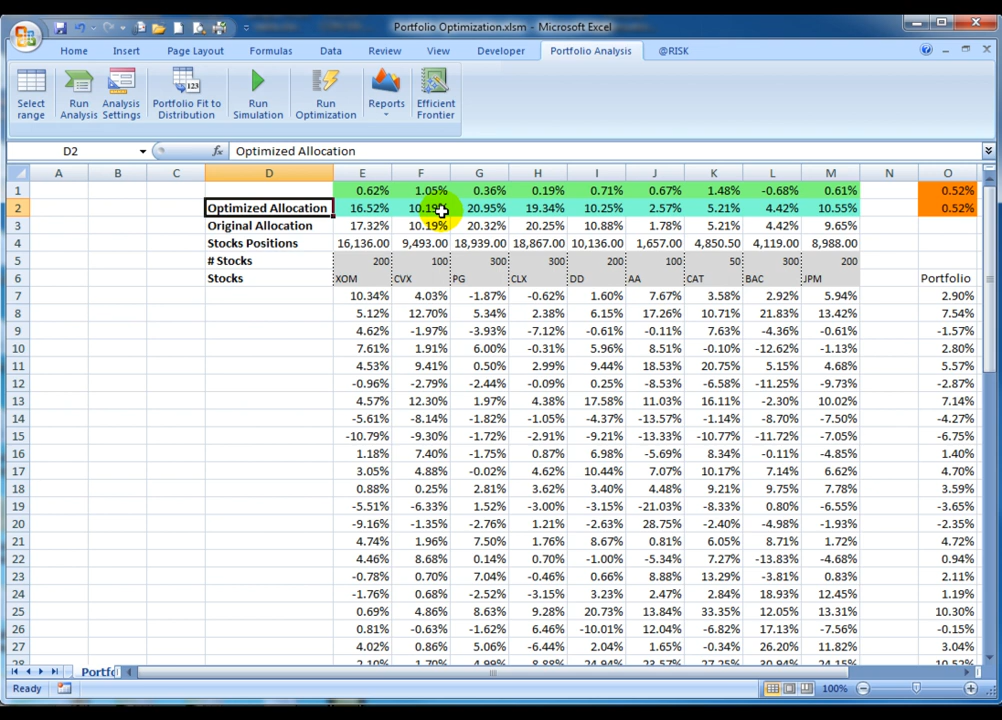 Portfolio Optimization.xlsm - Microsoft Excel
Home Insert Page Layout Formulas Data Review View Developer Portfolio Analysis @RISK
Select range
Run Analysis
Analysis Settings
Portfolio Fit to Distribution
Run Simulation
Run Optimization
Reports
Efficient Frontier
D2 fx Optimized Allocation
A B C D E F G H I J K L M N O
1 0.62% 1.05% 0.36% 0.19% 0.71% 0.67% 1.48% -0.68% 0.61% 0.52%
2 Optimized Allocation 16.52% 10.19% 20.95% 19.34% 10.25% 2.57% 5.21% 4.42% 10.55% 0.52%
3 Original Allocation 17.32% 10.19% 20.32% 20.25% 10.88% 1.78% 5.21% 4.42% 9.65%
4 Stocks Positions 16,136.00 9,493.00 18,939.00 18,867.00 10,136.00 1,657.00 4,850.50 4,119.00 8,988.00
5 # Stocks 200 100 300 300 200 100 50 300 200
6 Stocks XOM CVX PG CLX DD AA CAT BAC JPM Portfolio
7 10.34% 4.03% -1.87% -0.62% 1.60% 7.67% 3.58% 2.92% 5.94% 2.90%
8 5.12% 12.70% 5.34% 2.38% 6.15% 17.26% 10.71% 21.83% 13.42% 7.54%
9 4.62% -1.97% -3.93% -7.12% -0.61% -0.11% 7.63% -4.36% -0.61% -1.57%
10 7.61% 1.91% 6.00% -0.31% 5.96% 8.51% -0.10% -12.62% -1.13% 2.80%
11 4.53% 9.41% 0.50% 2.99% 9.44% 18.53% 20.75% 5.15% 4.68% 5.57%
12 -0.96% -2.79% -2.44% -0.09% 0.25% -8.53% -6.58% -11.25% -9.73% -2.87%
13 4.57% 12.30% 1.97% 4.38% 17.58% 11.03% 16.11% -2.30% 10.02% 7.14%
14 -5.61% -8.14% -1.82% -1.05% -4.37% -13.57% -1.14% -8.70% -7.50% -4.27%
15 -10.79% -9.30% -1.72% -2.91% -9.21% -13.33% -10.77% -11.72% -7.05% -6.75%
16 1.18% 7.40% -1.75% 0.87% 6.98% -5.69% 8.34% -0.11% -4.85% 1.40%
17 3.05% 4.88% -0.02% 4.62% 10.44% 7.07% 10.17% 7.14% 6.62% 4.70%
18 0.88% 0.25% 2.81% 3.62% 3.40% 4.48% 9.21% 9.75% 7.78% 3.59%
19 -5.51% -6.33% 1.52% -3.00% -3.15% -21.03% -8.33% 0.80% -6.55% -3.65%
20 -9.16% -1.35% -2.76% 1.21% -2.63% 28.75% -2.40% -4.98% -1.93% -2.35%
21 4.74% 1.96% 7.50% 1.76% 8.67% 0.81% 6.05% 8.71% 1.72% 4.72%
22 4.46% 8.68% 0.14% 0.70% -1.00% -5.34% 7.27% -13.83% -4.68% 0.94%
23 -0.78% 0.70% 7.04% -0.46% 0.66% 8.88% 13.29% -3.81% 0.83% 2.11%
24 -1.76% 0.68% -2.52% -3.15% 3.23% 2.47% 2.84% 18.93% 12.45% 1.19%
25 0.69% 4.86% 8.63% 9.28% 20.73% 13.84% 33.35% 12.05% 13.31% 10.30%
26 0.81% -0.63% -1.62% 6.46% -10.01% 12.04% -6.82% 17.13% -7.56% -0.15%
27 4.02% 0.86% 5.06% -6.44% 2.04% 1.65% -0.34% 26.20% 11.82% 3.04%
28 2.10% 1.70% 4.99% 8.88% 24.94% 23.57% 27.25% 30.94% 24.15% 10.52%
Portfo
Ready 100%